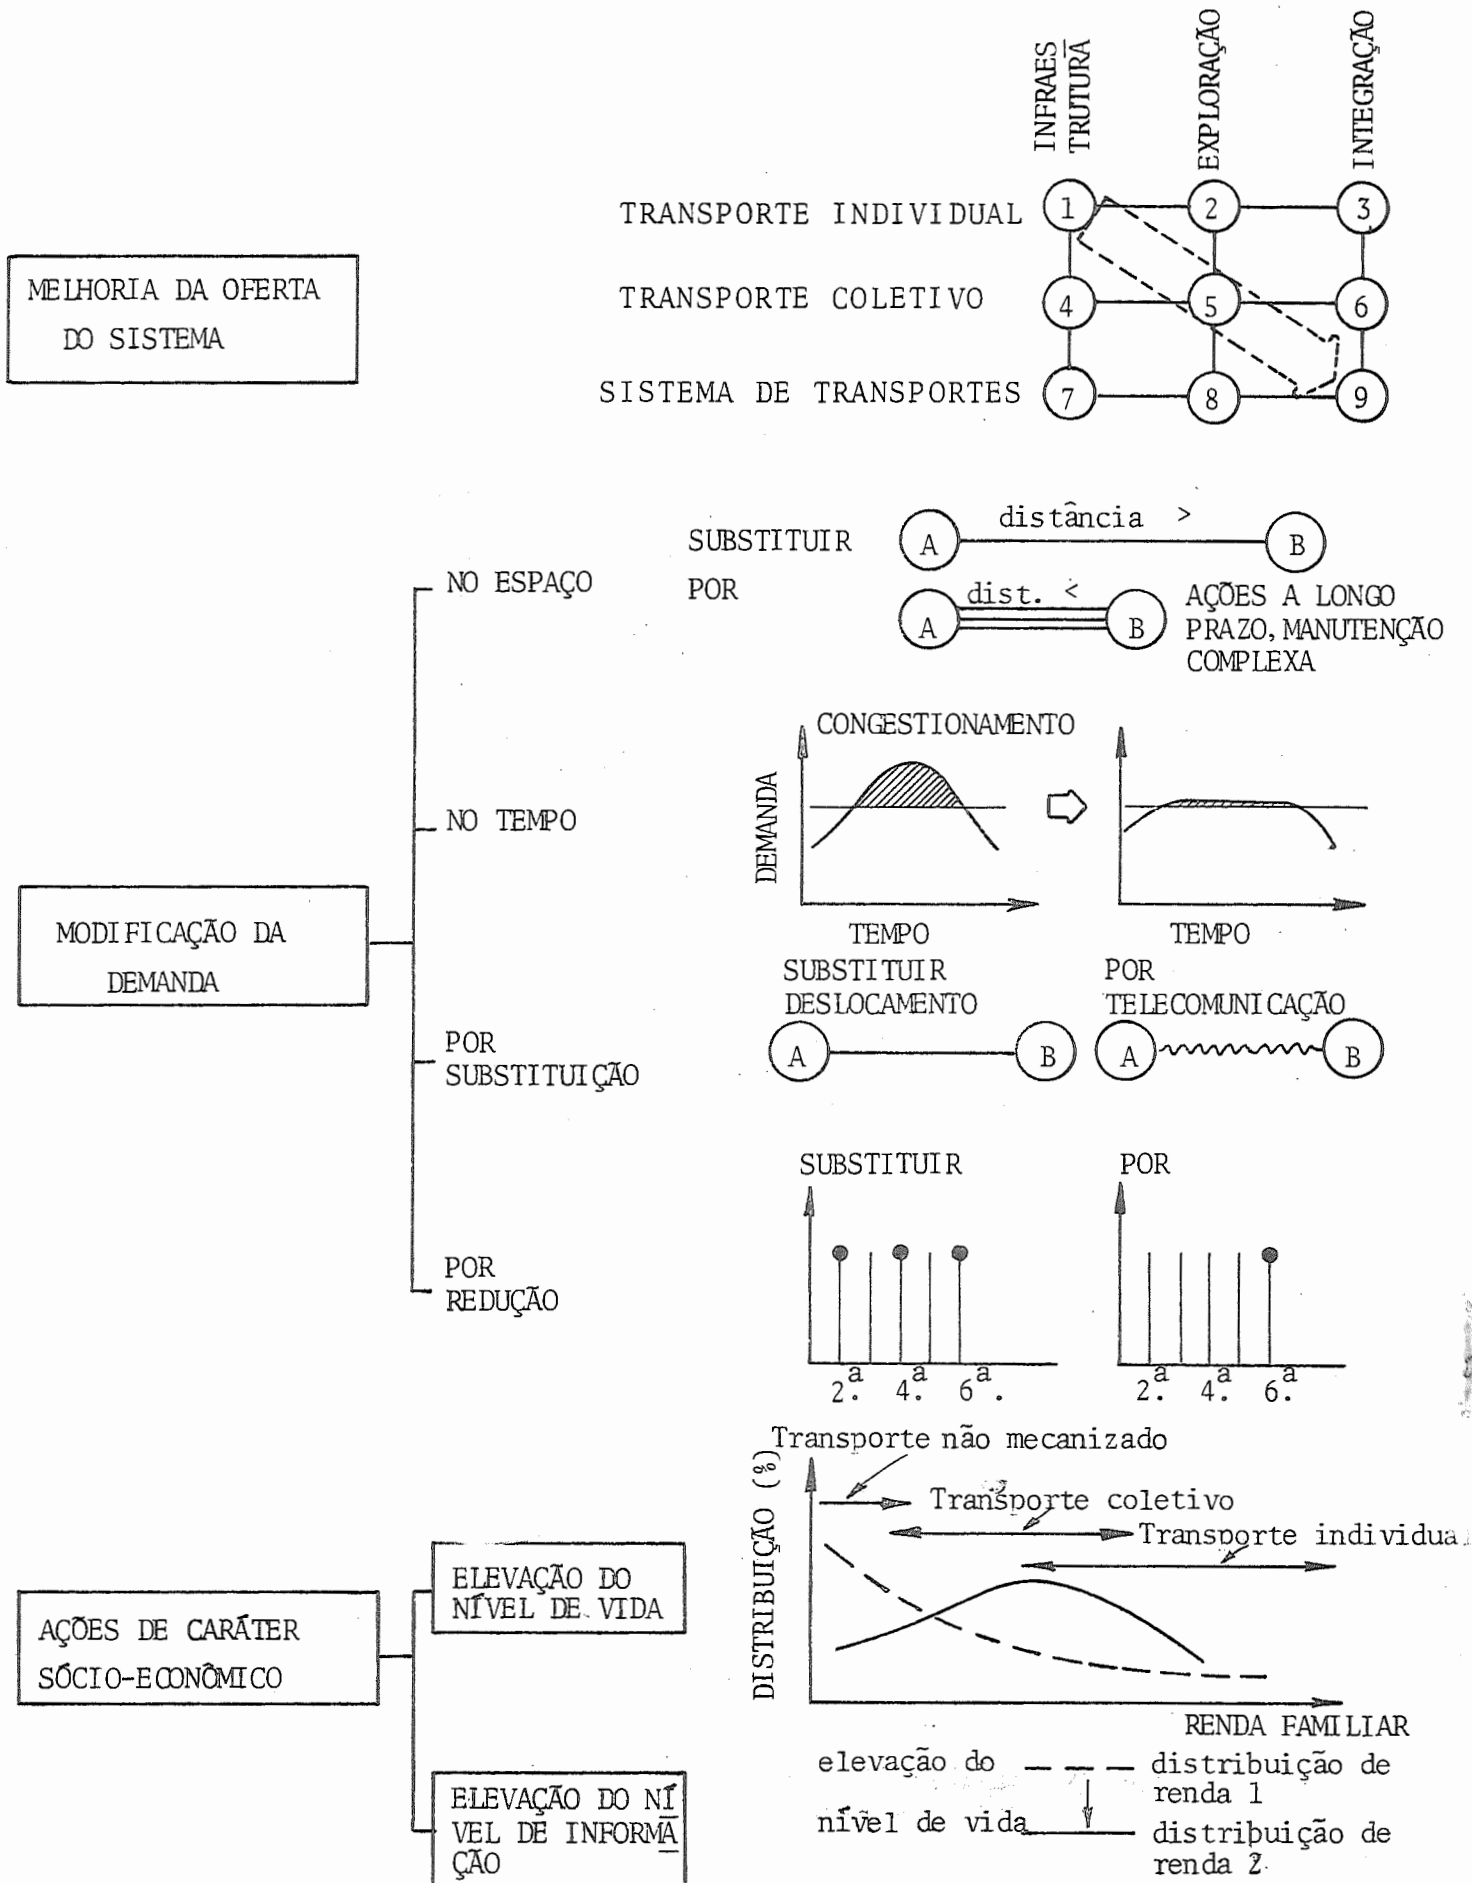 INFRAES
TRUTURA
EXPLORAÇÃO
INTEGRAÇÃO
TRANSPORTE INDIVIDUAL 1 2 3
MELHORIA DA OFERTA
DO SISTEMA
TRANSPORTE COLETIVO 4 5 6
SISTEMA DE TRANSPORTES 7 8 9
MODIFICAÇÃO DA
DEMANDA
NO ESPAÇO
SUBSTITUIR A distância > B
POR A dist. < B
AÇÕES A LONGO
PRAZO, MANUTENÇÃO
COMPLEXA
NO TEMPO
CONGESTIONAMENTO
DEMANDA
TEMPO
TEMPO
POR
SUBSTITUIÇÃO
SUBSTITUIR
DESLOCAMENTO
A B
POR
TELECOMUNICAÇÃO
A B
POR
REDUÇÃO
SUBSTITUIR
2.ª 4.ª 6ª.
POR
2.ª 4.ª 6.ª
AÇÕES DE CARÁTER
SÓCIO-ECONÔMICO
ELEVAÇÃO DO
NÍVEL DE VIDA
ELEVAÇÃO DO NÍ
VEL DE INFORMA
ÇÃO
Transporte não mecanizado
Transporte coletivo
Transporte individual
DISTRIBUIÇÃO (%)
RENDA FAMILIAR
elevação do
nível de vida
distribuição de
renda 1
distribuição de
renda 2